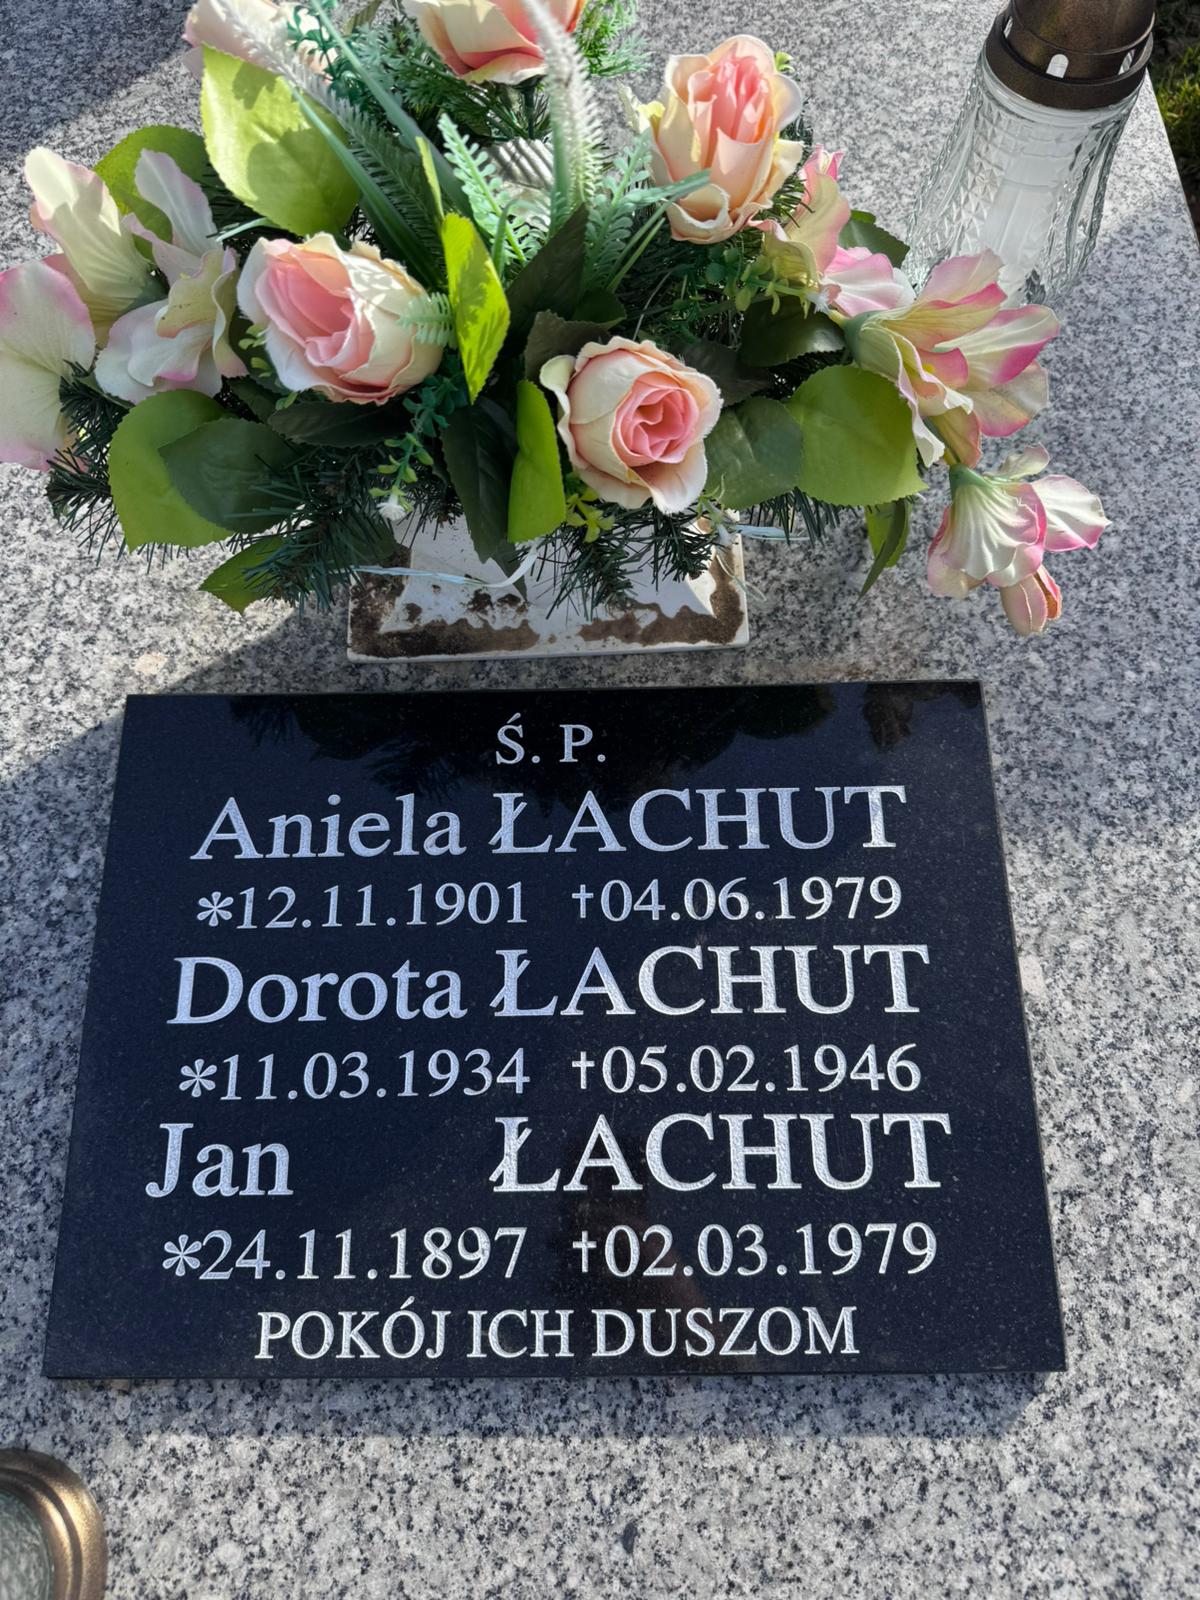 Ś. P.
Aniela ŁACHUT
*12.11.1901 †04.06.1979
Dorota ŁACHUT
*11.03.1934 †05.02.1946
Jan ŁACHUT
*24.11.1897 †02.03.1979
POKÓJ ICH DUSZOM